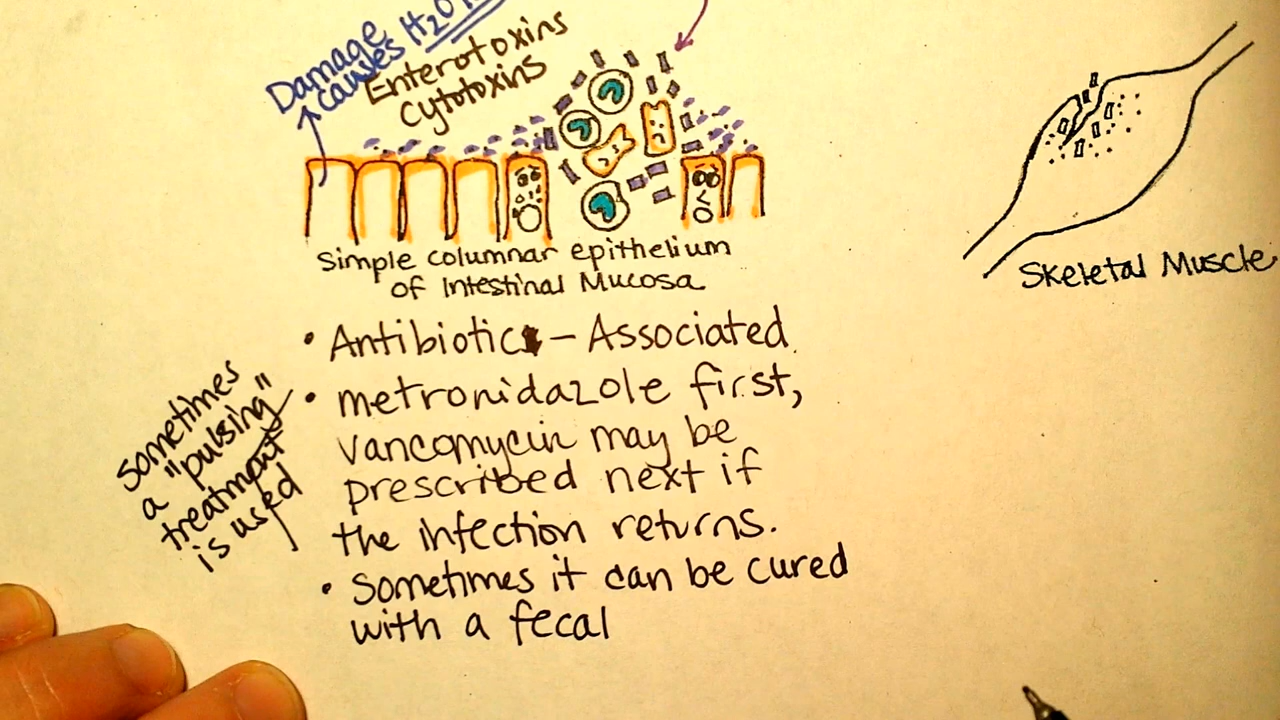 Damage
causes H₂O
Enterotoxins
cytotoxins
Simple columnar epithelium
of Intestinal Mucosa
Skeletal Muscle
• Antibiotic - Associated
• metronidazole first,
vancomycin may be
prescribed next if
the infection returns.
• Sometimes it can be cured
with a fecal
sometimes
a "pulsing"
treatment
is used